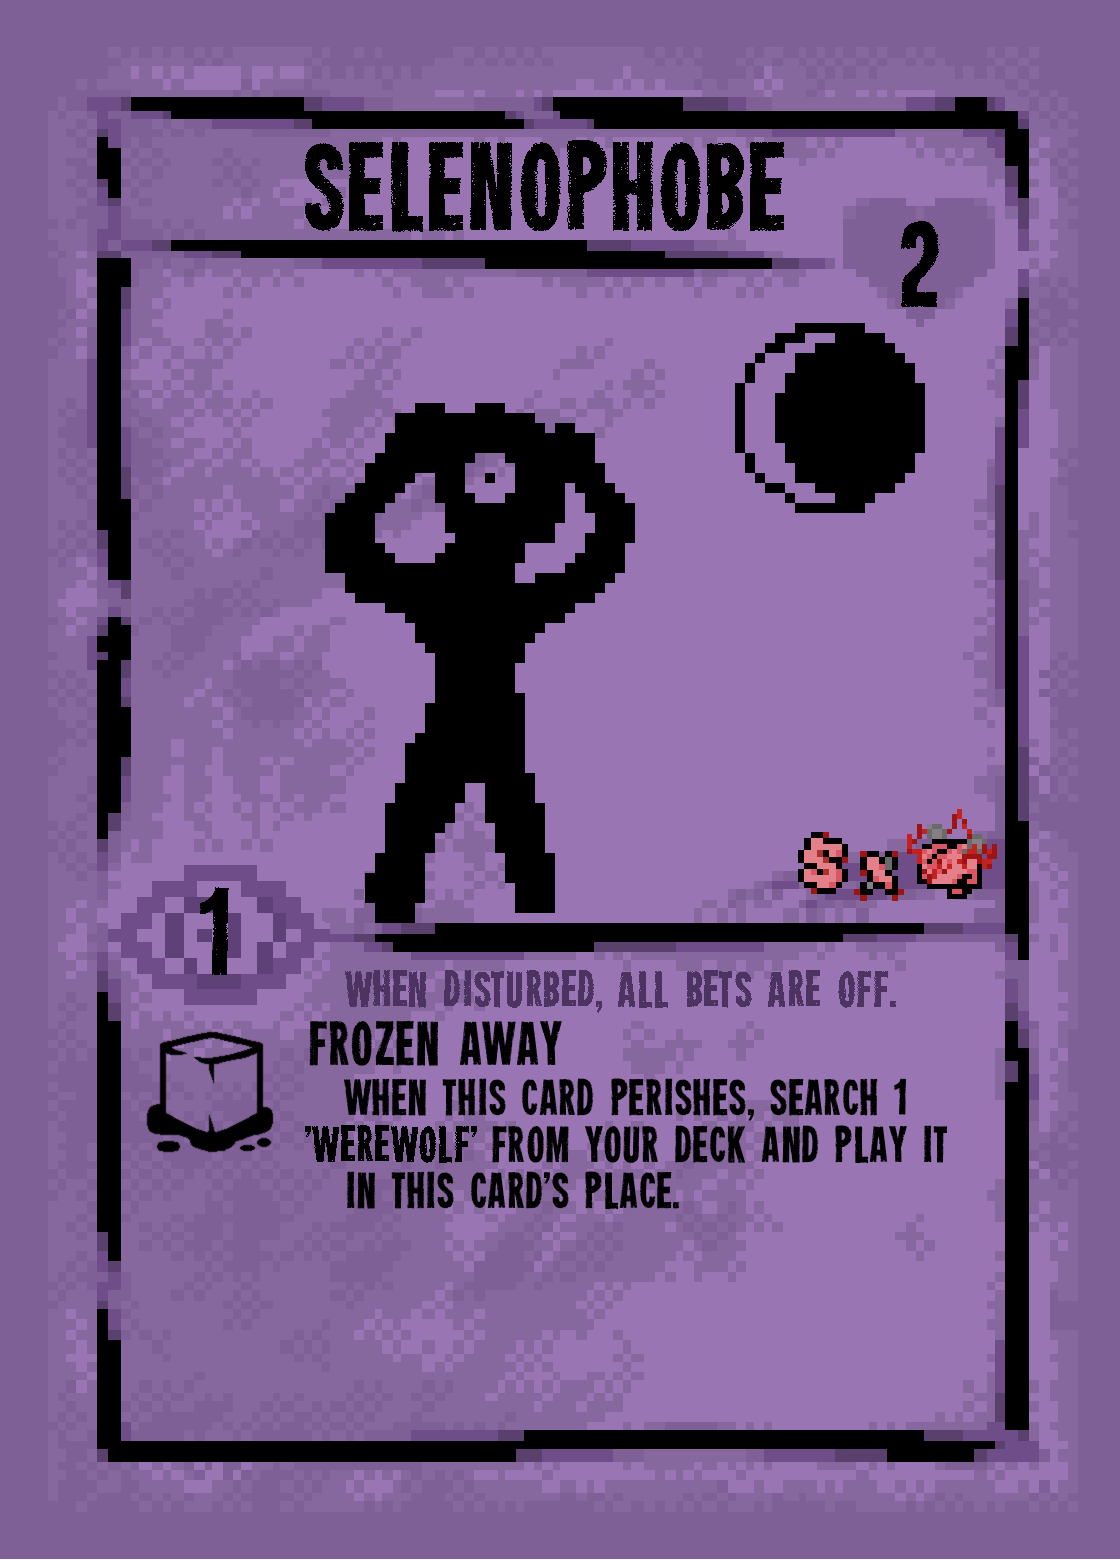 SELENOPHOBE
2
5 x
1
WHEN DISTURBED, ALL BETS ARE OFF.
FROZEN AWAY
WHEN THIS CARD PERISHES, SEARCH 1
'WEREWOLF' FROM YOUR DECK AND PLAY IT
IN THIS CARD'S PLACE.